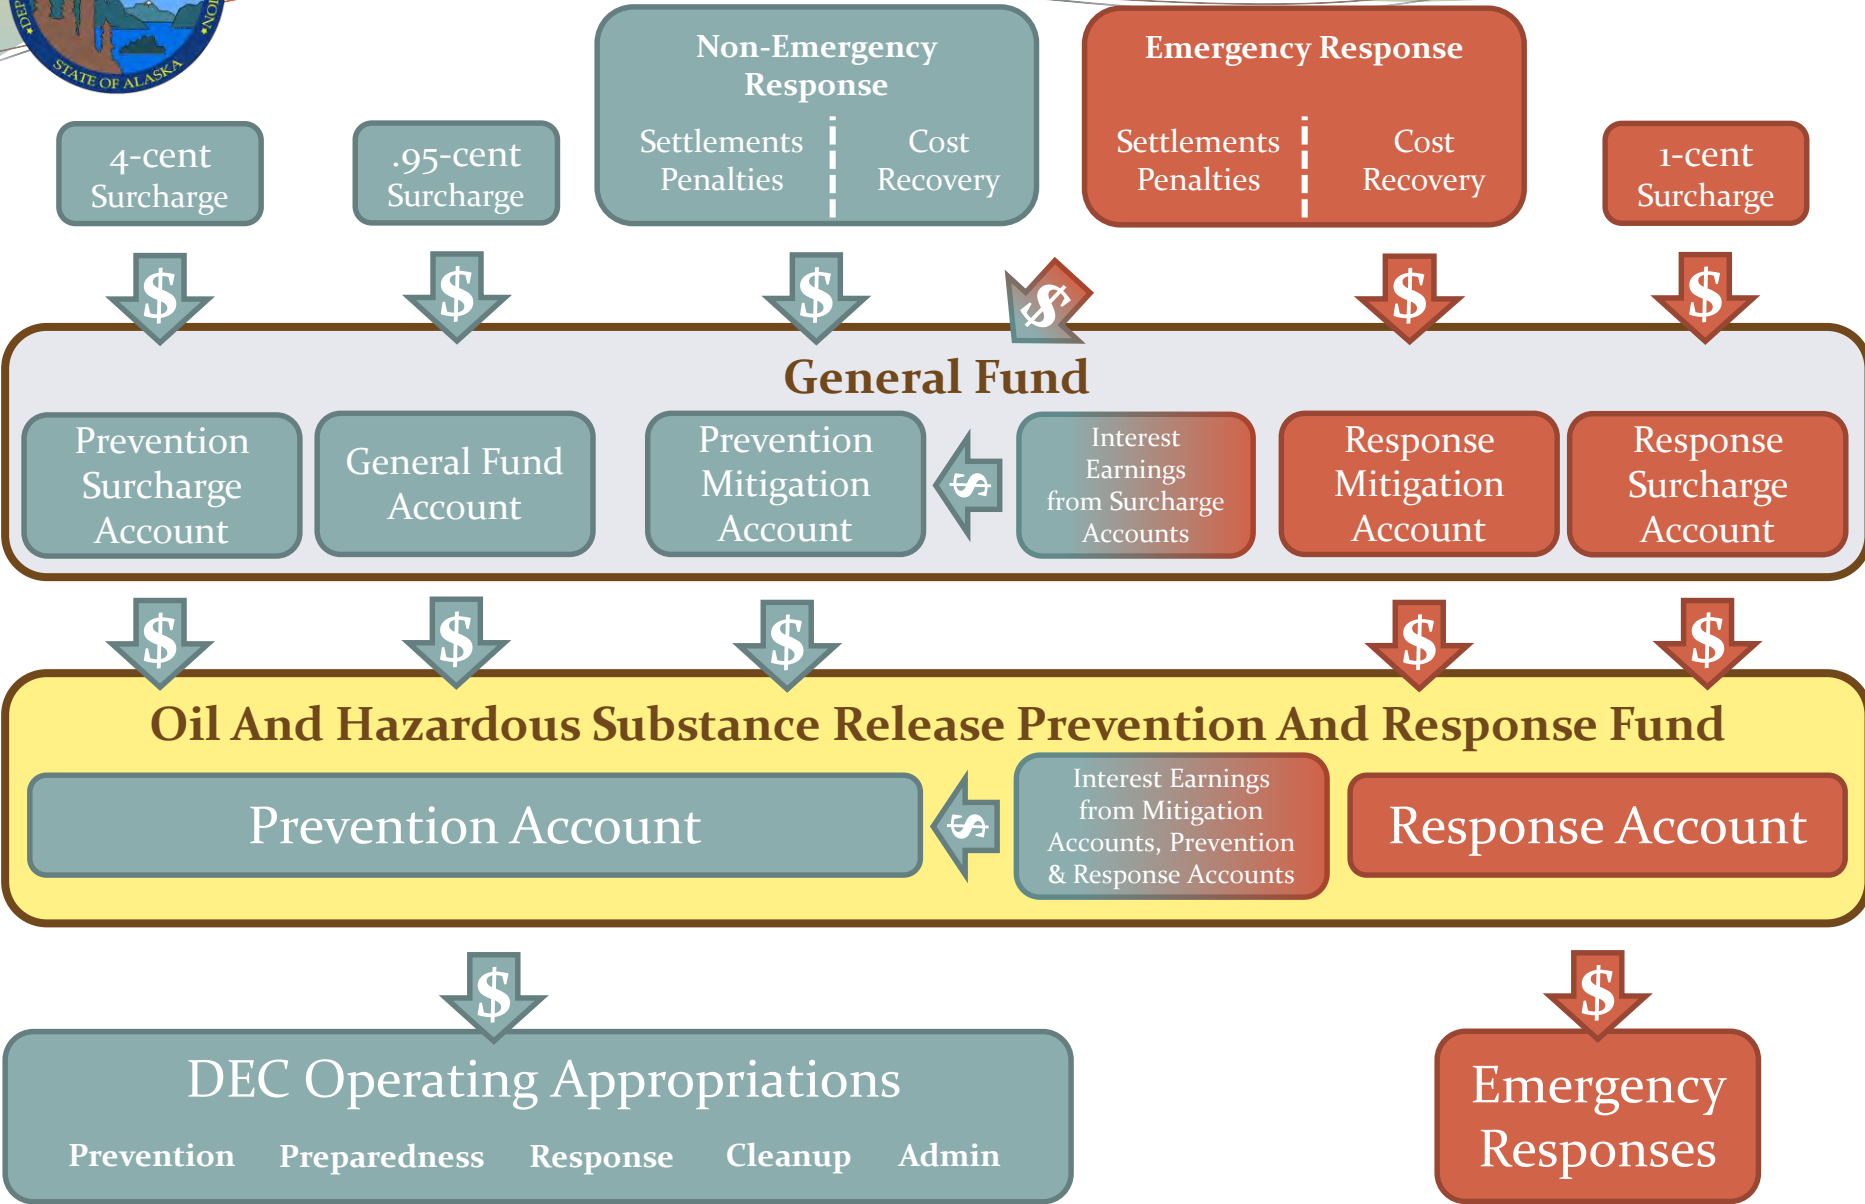 STATE OF ALASKA
Non-Emergency
Response
Settlements
Penalties
Cost
Recovery
Emergency Response
Settlements
Penalties
Cost
Recovery
4-cent
Surcharge
.95-cent
Surcharge
1-cent
Surcharge
$
$
$
$
$
$
General Fund
Prevention
Surcharge
Account
General Fund
Account
Prevention
Mitigation
Account
$
Interest
Earnings
from Surcharge
Accounts
Response
Mitigation
Account
Response
Surcharge
Account
$
$
$
$
$
Oil And Hazardous Substance Release Prevention And Response Fund
Prevention Account
$
Interest Earnings
from Mitigation
Accounts, Prevention
& Response Accounts
Response Account
$
$
DEC Operating Appropriations
Prevention Preparedness Response Cleanup Admin
Emergency
Responses